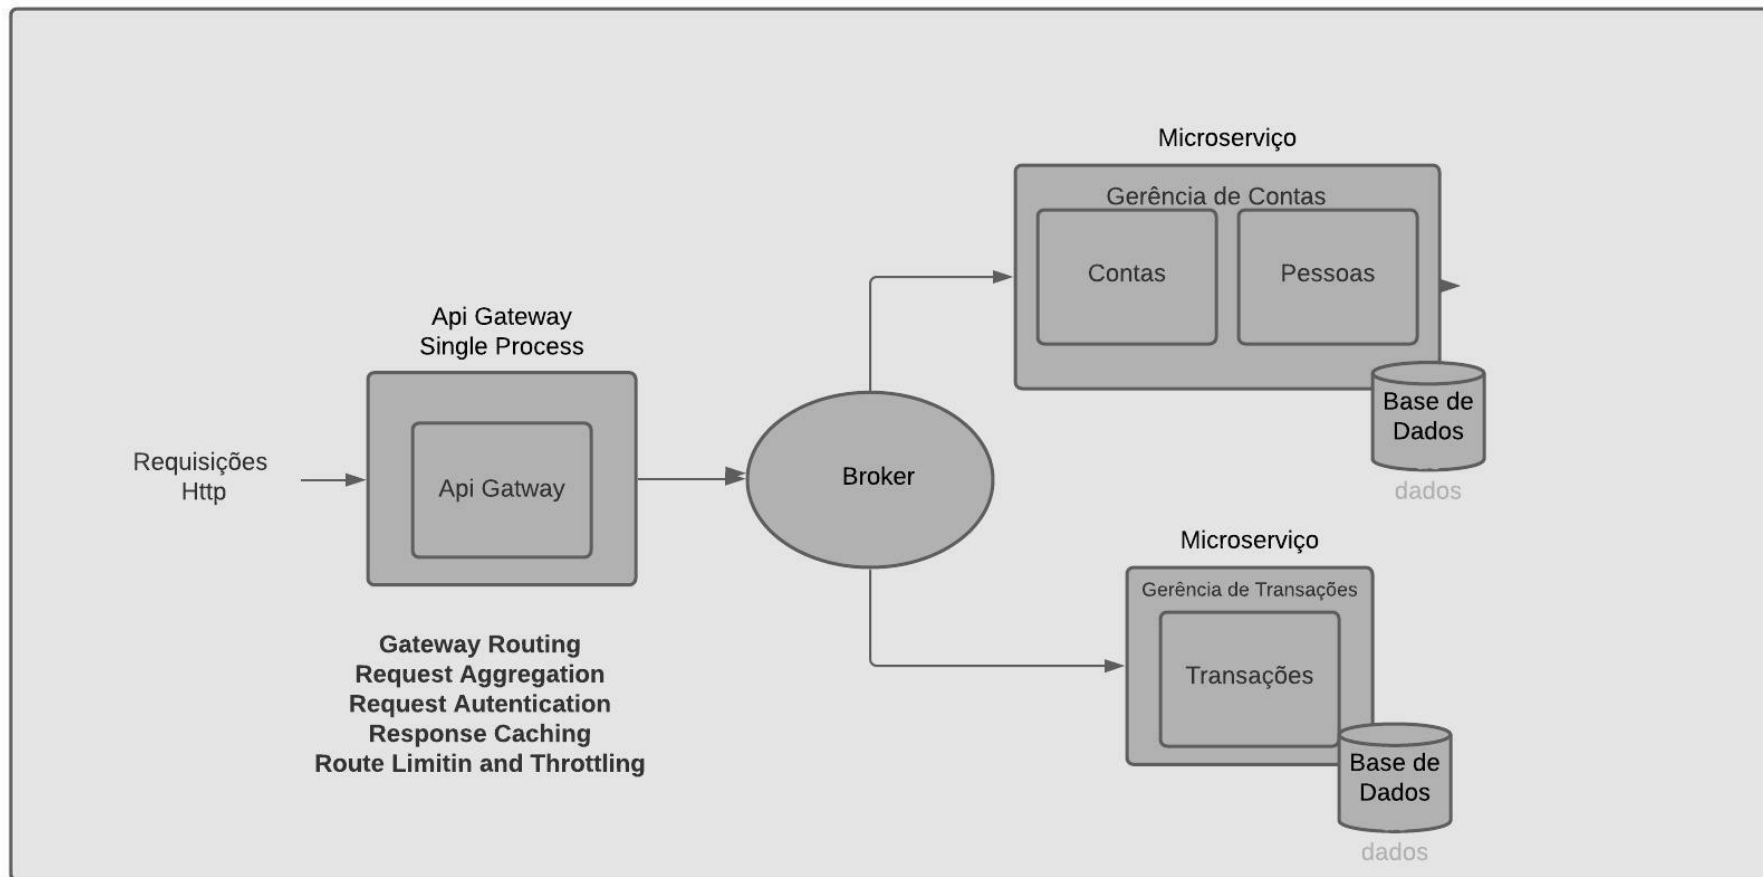 Microserviço
Gerência de Contas
Contas
Pessoas
Base de
Dados
dados
Api Gateway
Single Process
Api Gatway
Requisições
Http
Broker
Gateway Routing
Request Aggregation
Request Autentication
Response Caching
Route Limitin and Throttling
Microserviço
Gerência de Transações
Transações
Base de
Dados
dados